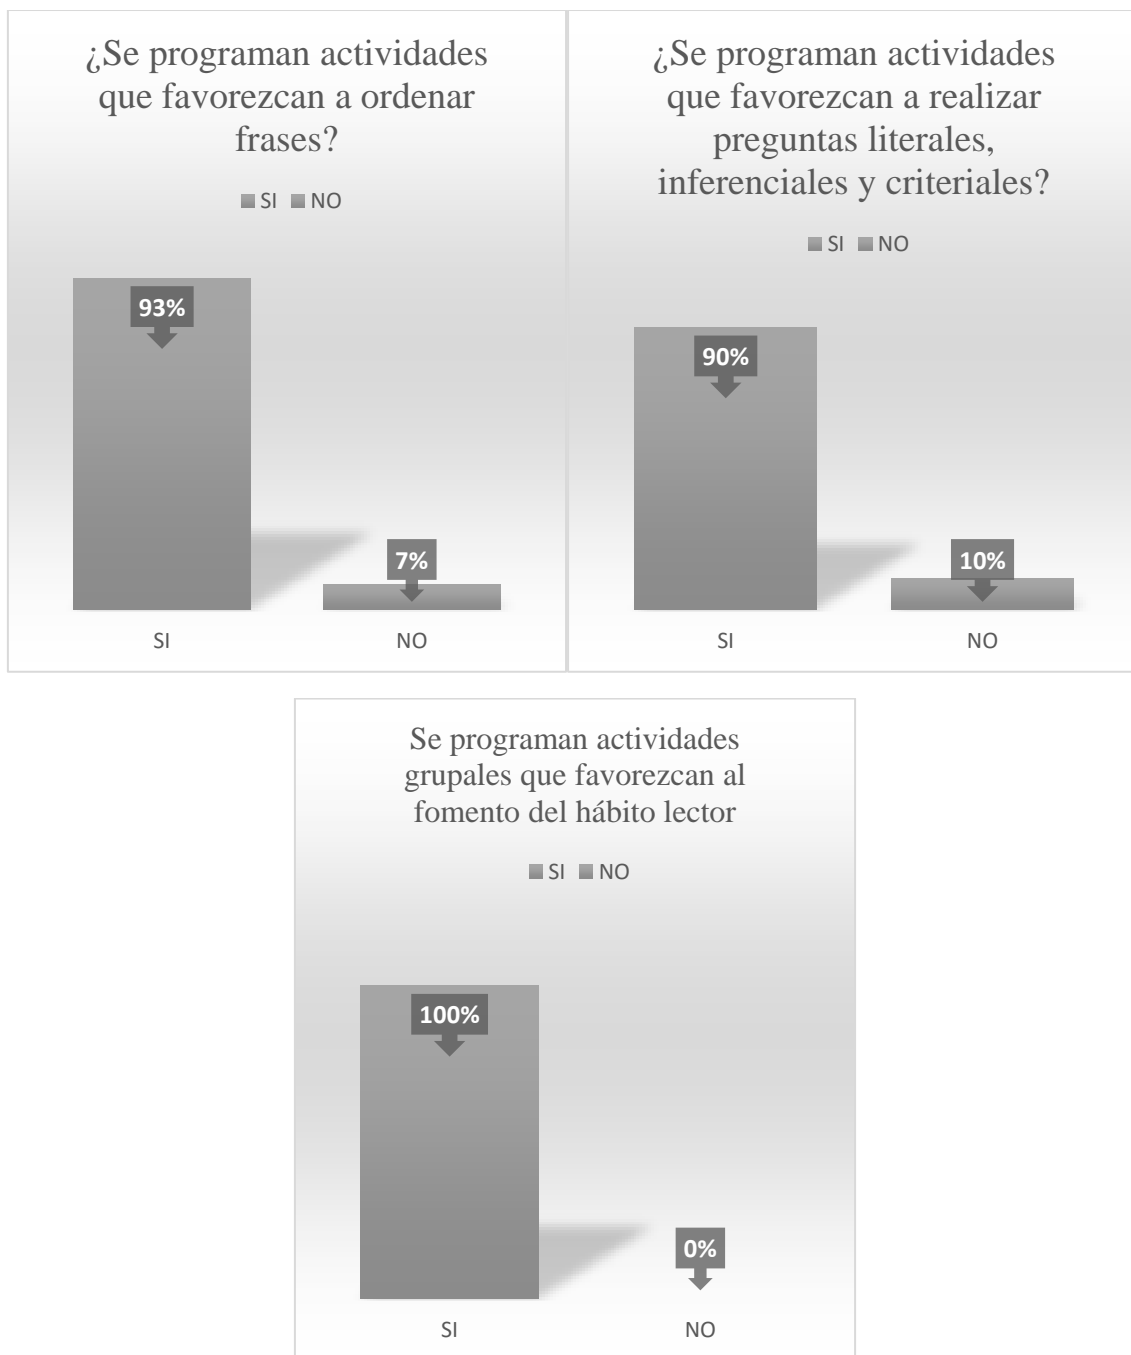 ¿Se programan actividades
que favorezcan a ordenar
frases?
SI NO
93%
7%
SI NO
¿Se programan actividades
que favorezcan a realizar
preguntas literales,
inferenciales y criteriales?
SI NO
90%
10%
SI NO
Se programan actividades
grupales que favorezcan al
fomento del hábito lector
SI NO
100%
0%
SI NO